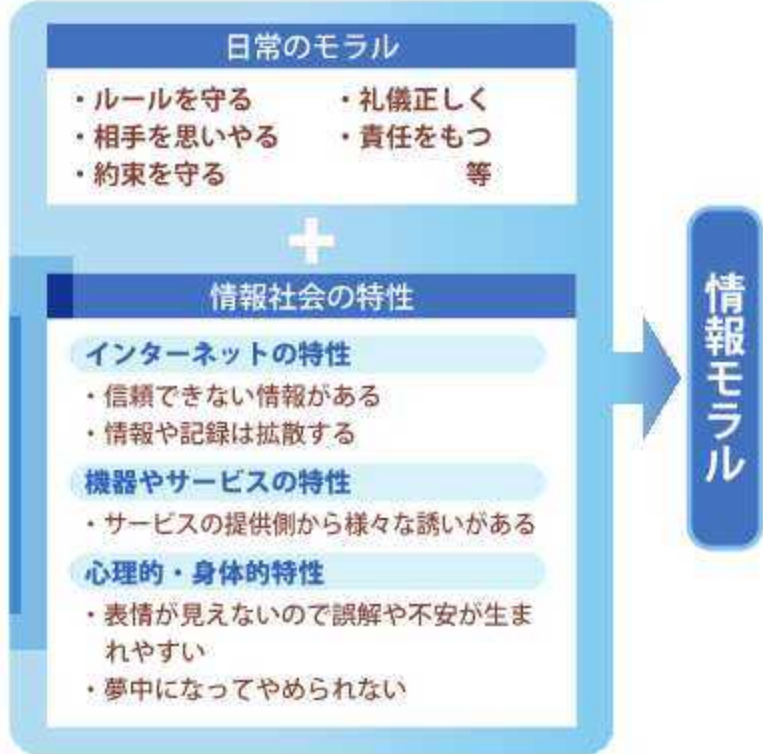 日常のモラル
・ルールを守る
・相手を思いやる
・約束を守る
・礼儀正しく
・責任をもつ
等
情報社会の特性
インターネットの特性
・信頼できない情報がある
・情報や記録は拡散する
機器やサービスの特性
・サービスの提供側から様々な誘いがある
心理的・身体的特性
・表情が見えないので誤解や不安が生ま
れやすい
・夢中になってやめられない
情報モラル